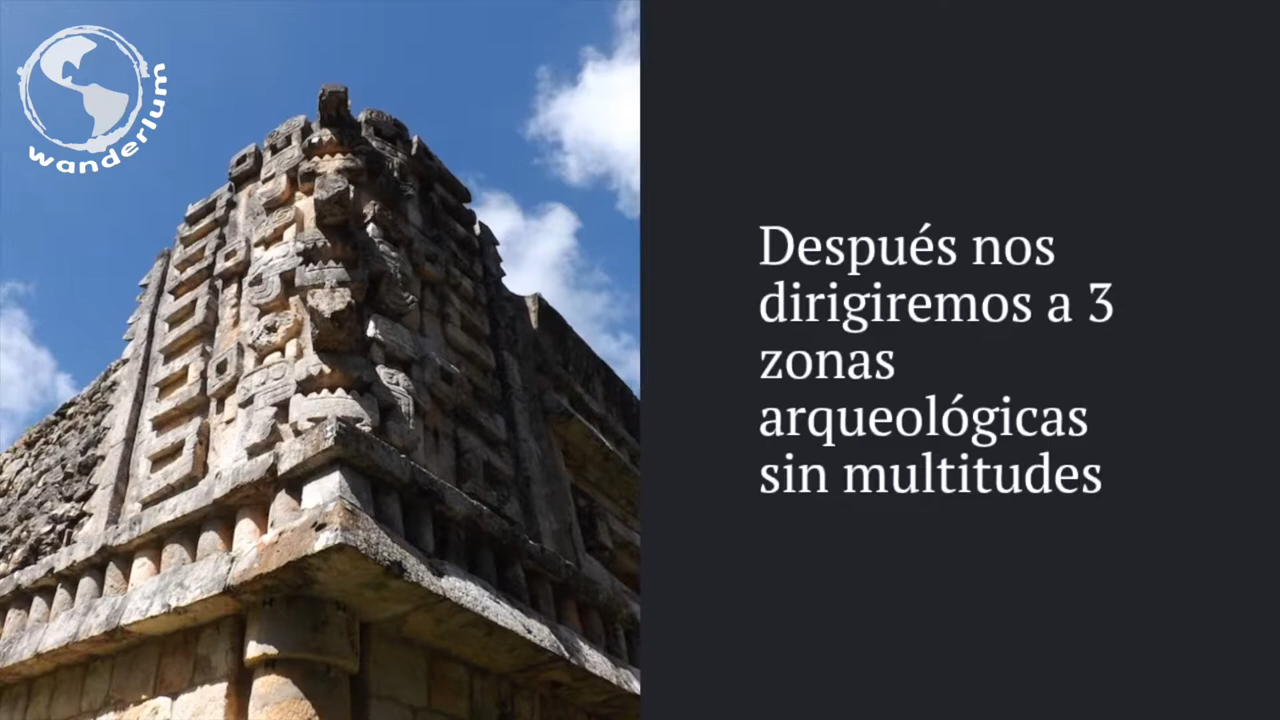 wanderlum
Después nos
dirigiremos a 3
zonas
arqueológicas
sin multitudes